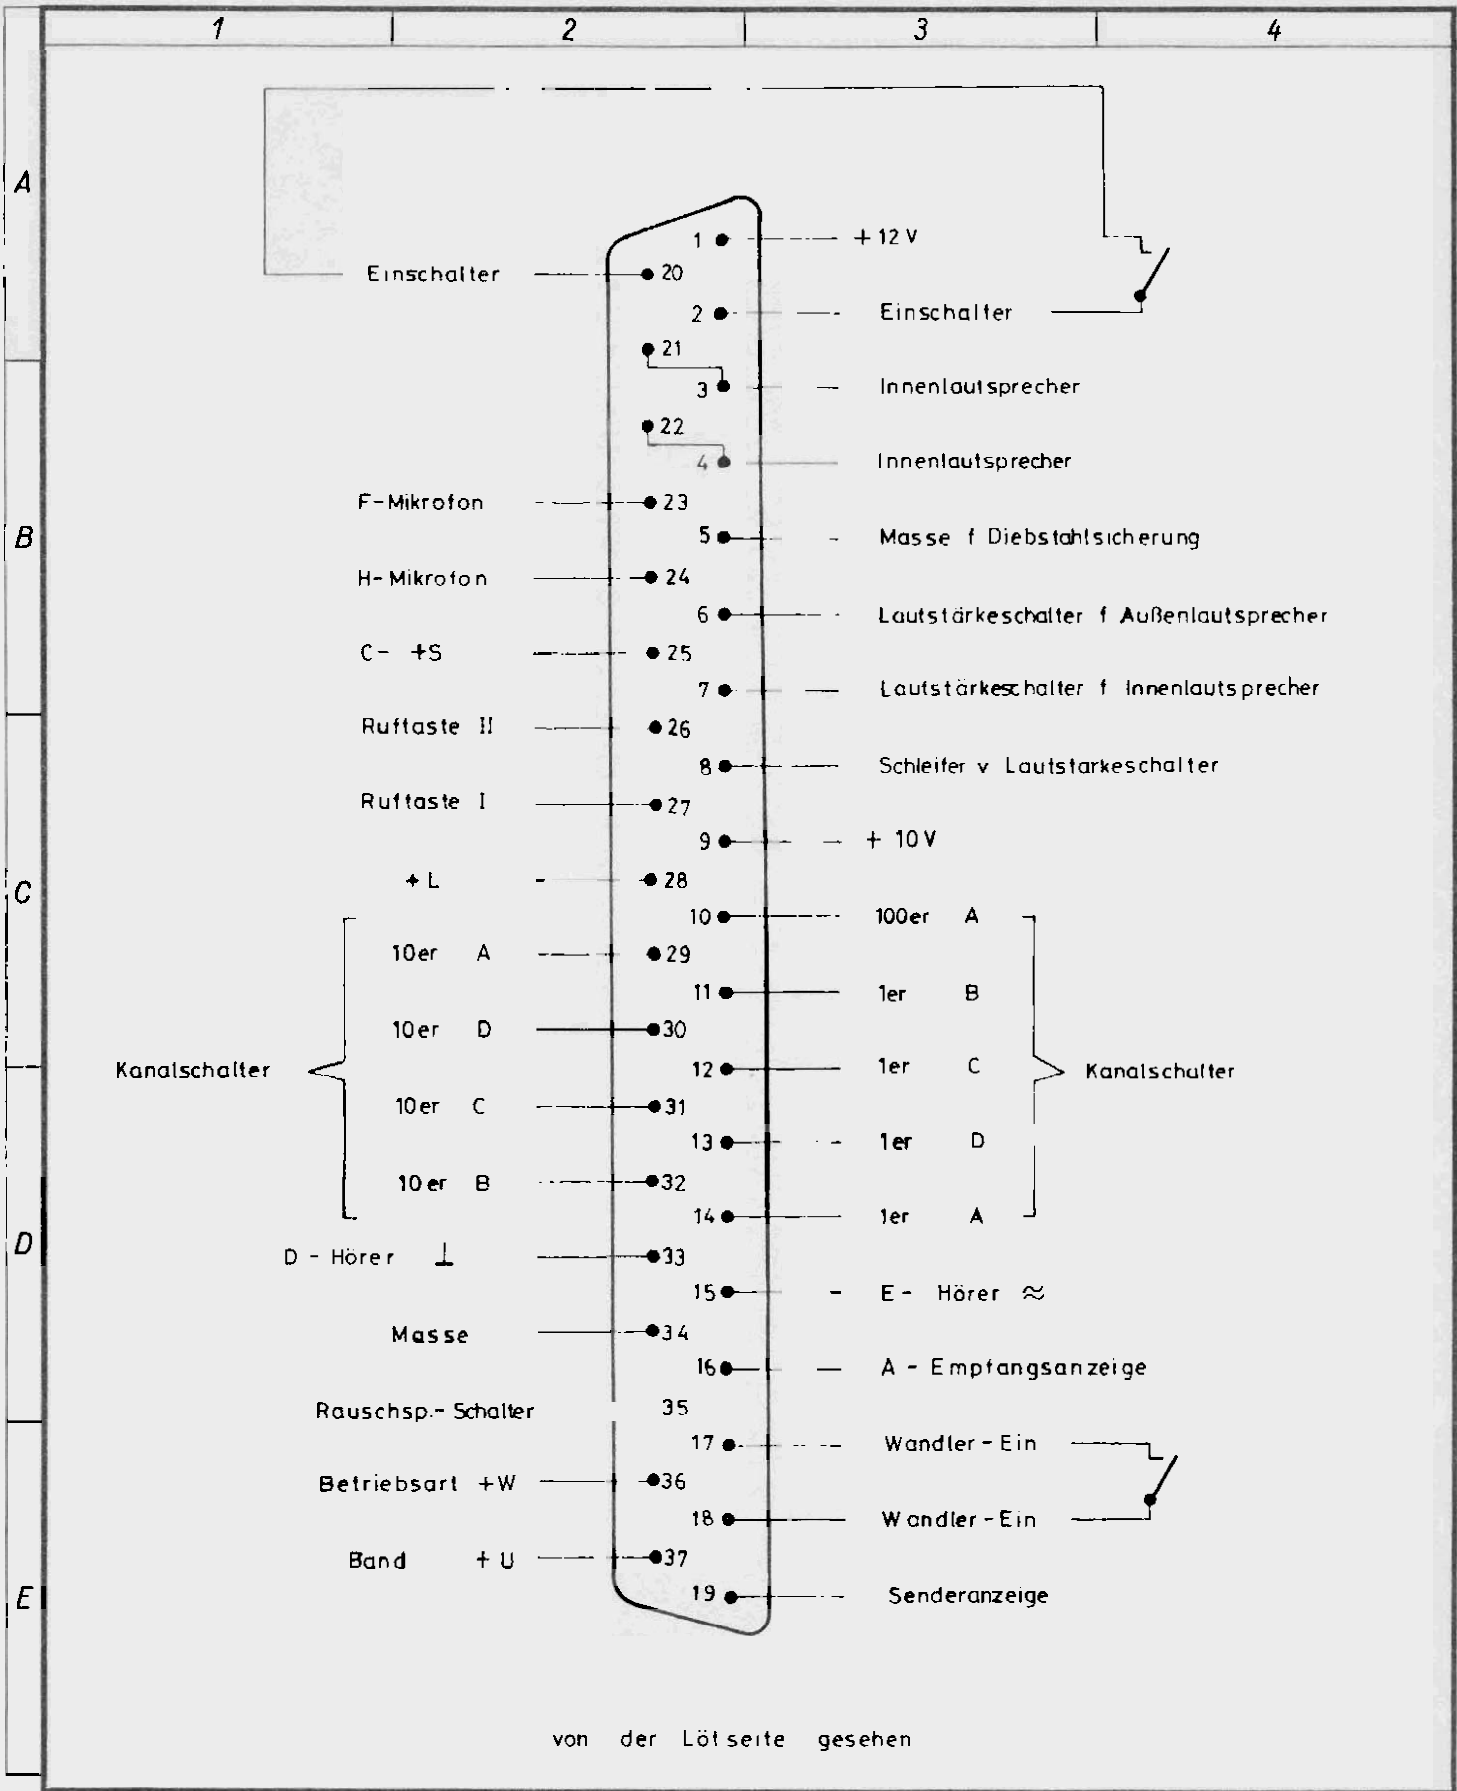 1 2 3 4
A
1 +12V
Einschalter 20
2 Einschalter
21
3 Innenlautsprecher
22
4 Innenlautsprecher
F-Mikrofon 23
B
5 Masse f Diebstahlsicherung
H-Mikrofon 24
6 Lautstärkeschalter f Außenlautsprecher
C- +S 25
7 Lautstärkeschalter f Innenlautsprecher
Ruftaste II 26
8 Schleifer v Lautstarkeschalter
Ruftaste I 27
9 + 10V
C
+L 28
10 100er A
10er A 29
11 1er B
10er D 30
Kanalschalter
12 1er C
Kanalschalter
10er C 31
13 1er D
10er B 32
14 1er A
D
D - Hörer ⊥ 33
15 E - Hörer ≈
Masse 34
16 A - Empfangsanzeige
Rauschsp.- Schalter 35
17 Wandler - Ein
Betriebsart +W 36
18 Wandler - Ein
Band +U 37
E
19 Senderanzeige
von der Lötseite gesehen